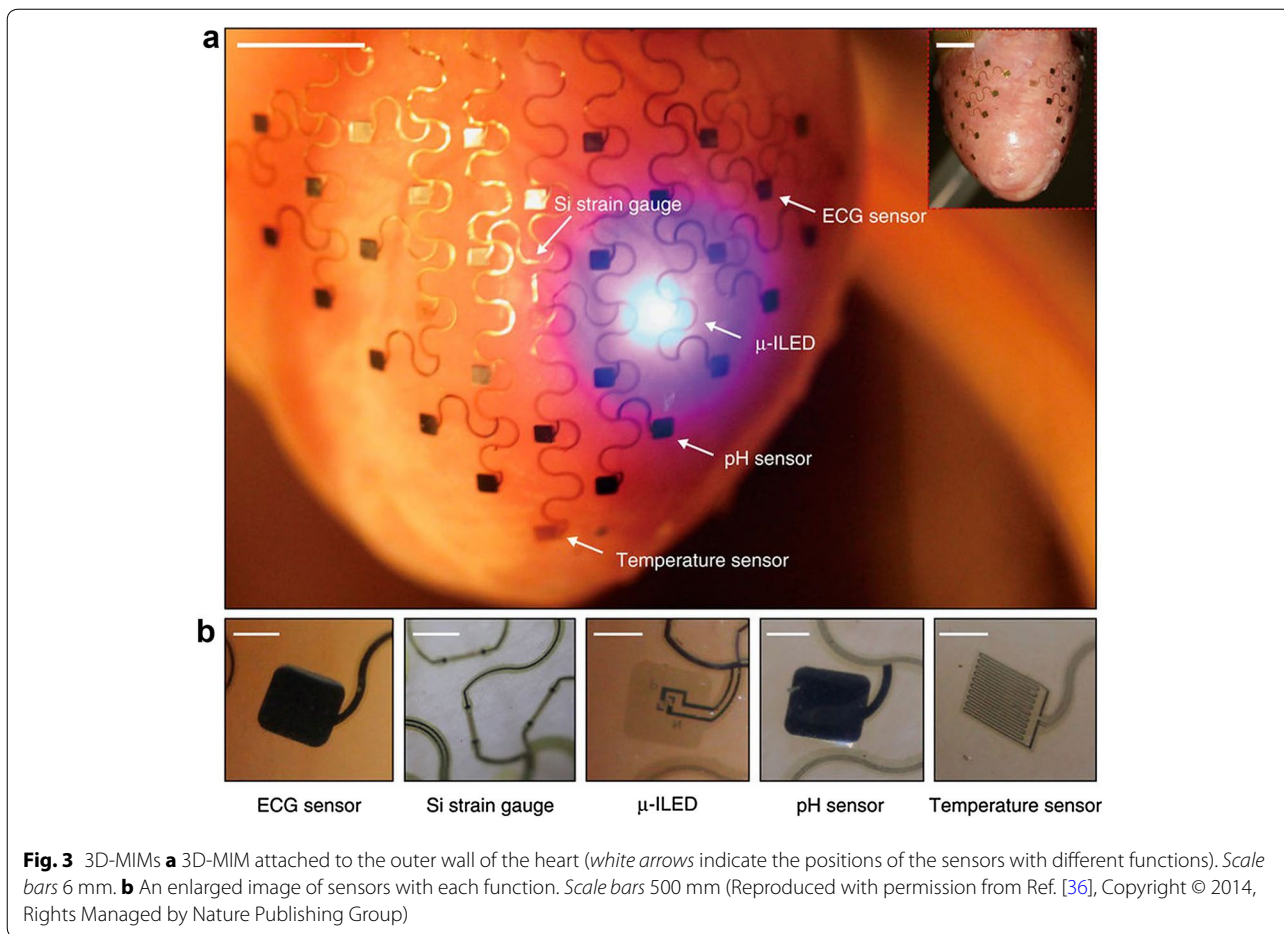 a
Si strain gauge
ECG sensor
μ-ILED
pH sensor
Temperature sensor
b
ECG sensor
Si strain gauge
μ-ILED
pH sensor
Temperature sensor
Fig. 3 3D-MIMs a 3D-MIM attached to the outer wall of the heart (white arrows indicate the positions of the sensors with different functions). Scale
bars 6 mm. b An enlarged image of sensors with each function. Scale bars 500 mm (Reproduced with permission from Ref. [36], Copyright © 2014,
Rights Managed by Nature Publishing Group)